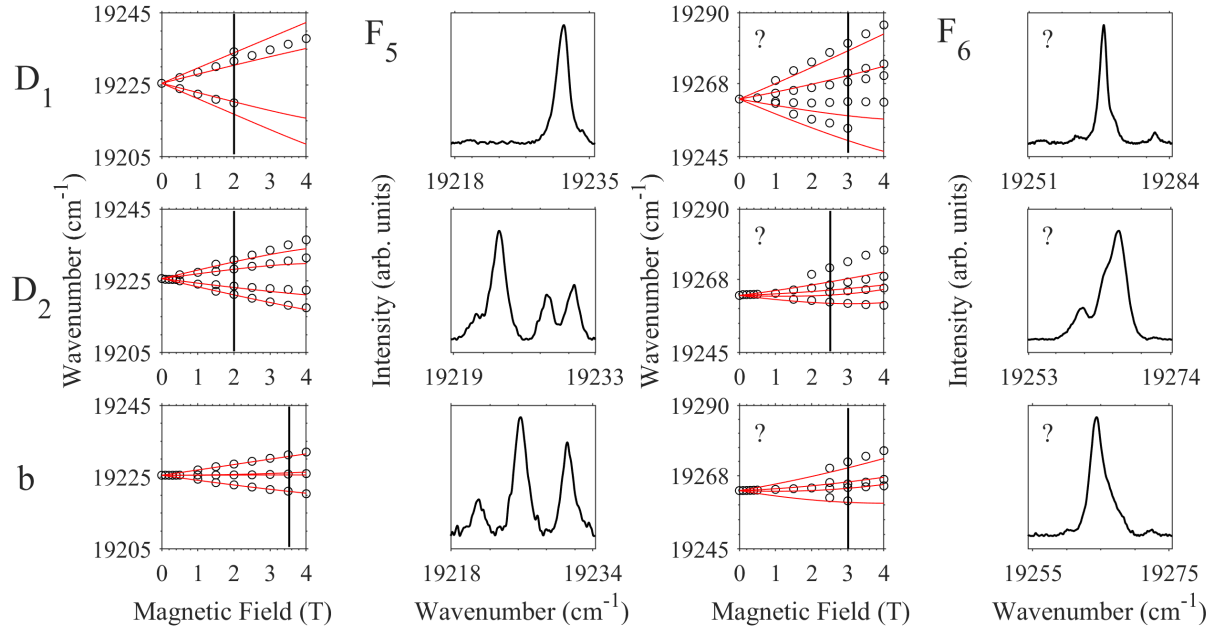 D1
D2
b
F5
F6
19245
19225
19205
0 1 2 3 4
19245
19225
19205
0 1 2 3 4
19245
19225
19205
0 1 2 3 4
Wavenumber (cm-1)
Magnetic Field (T)
19218 19235
19219 19233
19218 19234
Intensity (arb. units)
Wavenumber (cm-1)
?
19290
19268
19245
0 1 2 3 4
?
19290
19268
19245
0 1 2 3 4
?
19290
19268
19245
0 1 2 3 4
Wavenumber (cm-1)
Magnetic Field (T)
?
19251 19284
?
19253 19274
?
19255 19275
Intensity (arb. units)
Wavenumber (cm-1)